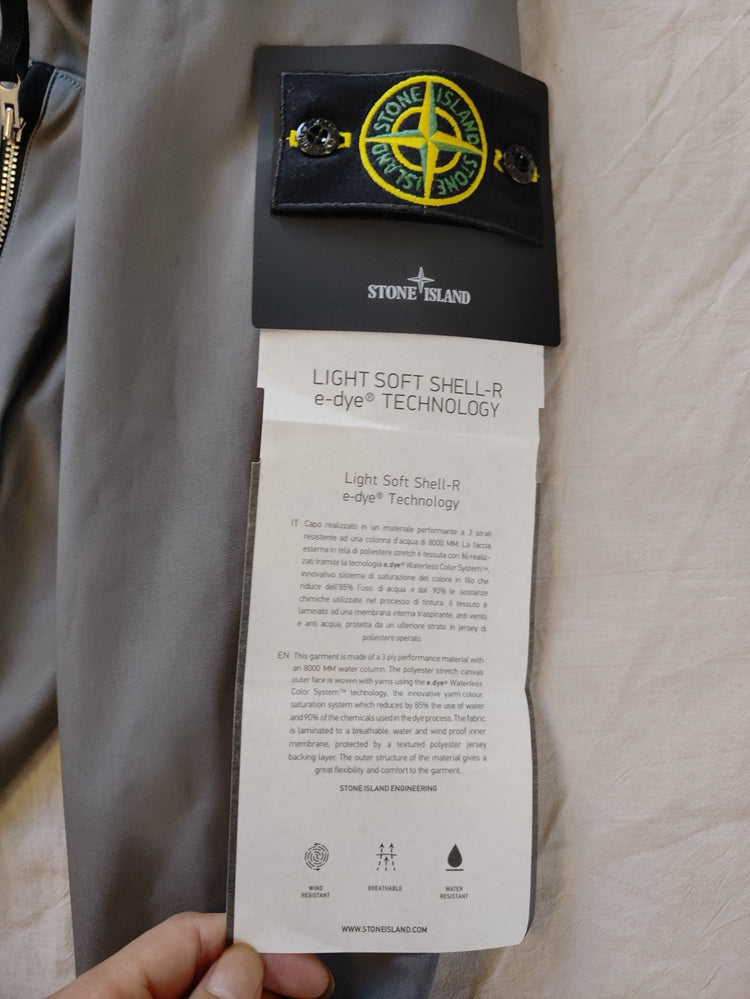 STONE ISLAND STONE ISLAND
STONE ISLAND
LIGHT SOFT SHELL-R
e-dye® TECHNOLOGY
Light Soft Shell-R
e-dye® Technology
IT Capo realizzato in un materiale performante a 3 strati
resistente ad una colonna d'acqua di 8000 MM. La faccia
esterna in tela di poliestere stretch è tessuta con fili realiz-
zati tramite la tecnologia e.dye® Waterless Color System™,
innovativo sistema di saturazione del colore in filo che
riduce dell'85% l'uso di acqua e dal 90% le sostanze
chimiche utilizzate nel processo di tintura. Il tessuto è
laminato ad una membrana interna traspirante, anti vento
e anti acqua, protetta da un ulteriore strato in jersey di
poliestere operato.
EN This garment is made of a 3 ply performance material with
an 8000 MM water column. The polyester stretch canvas
outer face is woven with yarns using the e.dye® Waterless
Color System™ technology, the innovative yarn colour
saturation system which reduces by 85% the use of water
and 90% of the chemicals used in the dye process. The fabric
is laminated to a breathable, water and wind proof inner
membrane, protected by a textured polyester jersey
backing layer. The outer structure of the material gives a
great flexibility and comfort to the garment.
STONE ISLAND ENGINEERING
WIND
RESISTANT
BREATHABLE
WATER
RESISTANT
WWW.STONEISLAND.COM